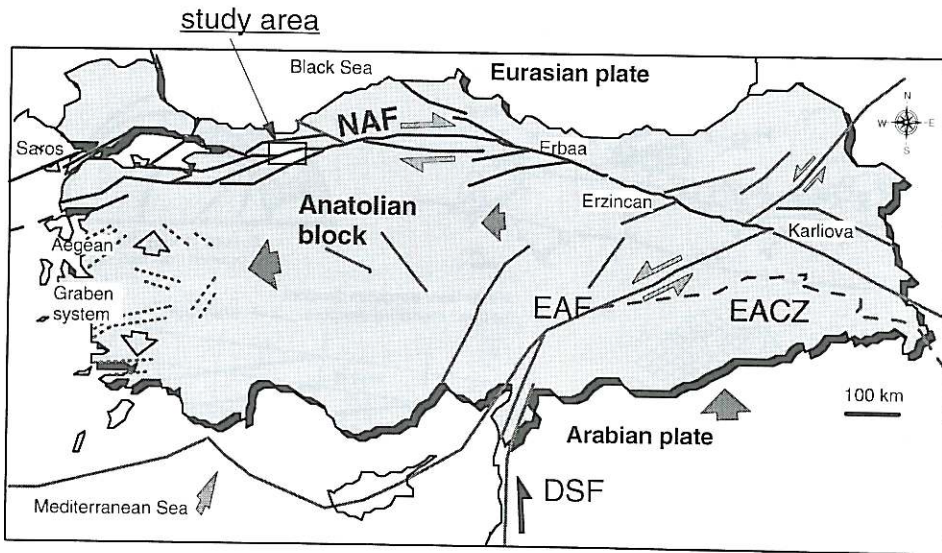 study area
Black Sea
Eurasian plate
N
W
E
S
NAF
Saros
Erbaa
Erzincan
Anatolian
block
Karliova
Aegean
Graben
system
EAF
EACZ
100 km
Arabian plate
Mediterranean Sea
DSF